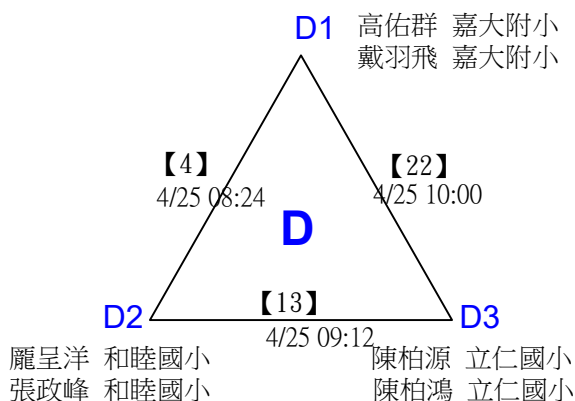 D1
高佑群 嘉大附小
戴羽飛 嘉大附小
【4】
4/25 08:24
【22】
4/25 10:00
D
【13】
4/25 09:12
D2
龎呈洋 和睦國小
張政峰 和睦國小
D3
陳柏源 立仁國小
陳柏鴻 立仁國小